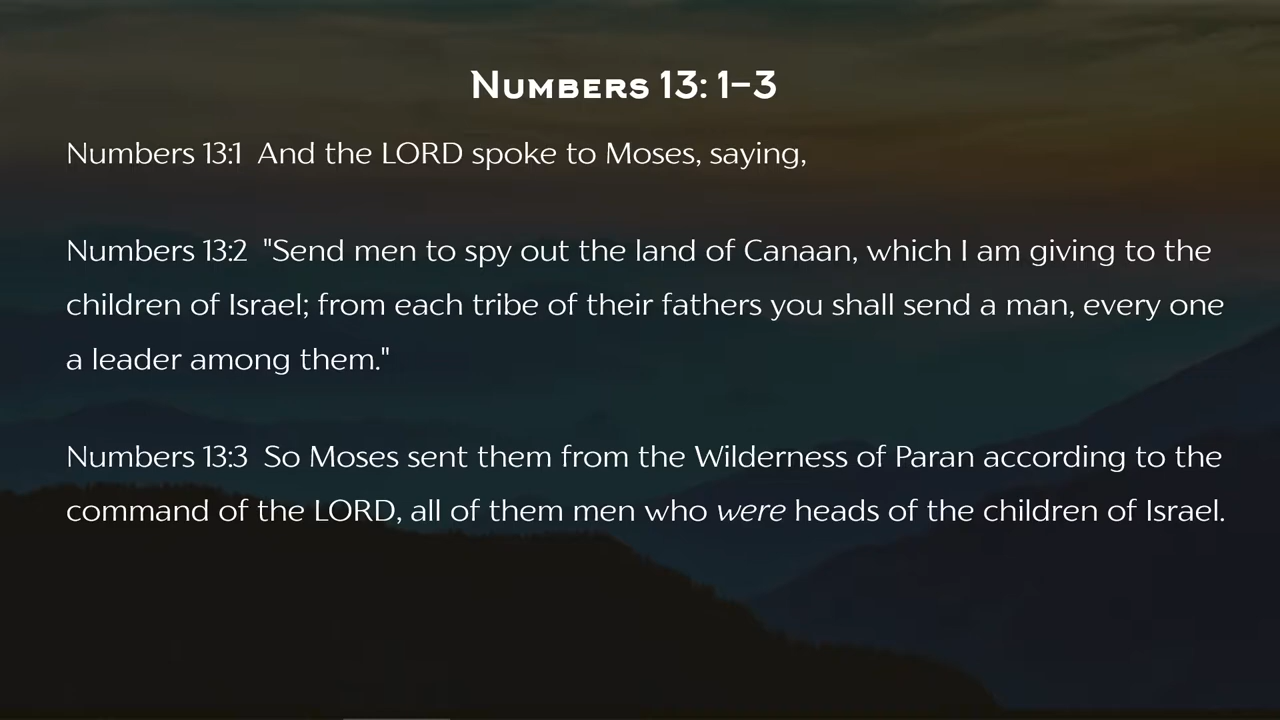 Numbers 13: 1–3
Numbers 13:1  And the LORD spoke to Moses, saying,
Numbers 13:2  "Send men to spy out the land of Canaan, which I am giving to the
children of Israel; from each tribe of their fathers you shall send a man, every one
a leader among them."
Numbers 13:3  So Moses sent them from the Wilderness of Paran according to the
command of the LORD, all of them men who were heads of the children of Israel.